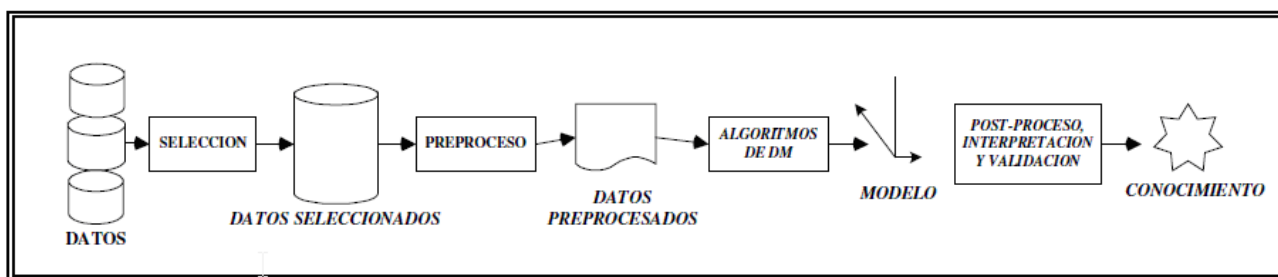 DATOS
SELECCION
DATOS SELECCIONADOS
PREPROCESO
DATOS
PREPROCESADOS
ALGORITMOS
DE DM
MODELO
POST-PROCESO,
INTERPRETACION
Y VALIDACION
CONOCIMIENTO